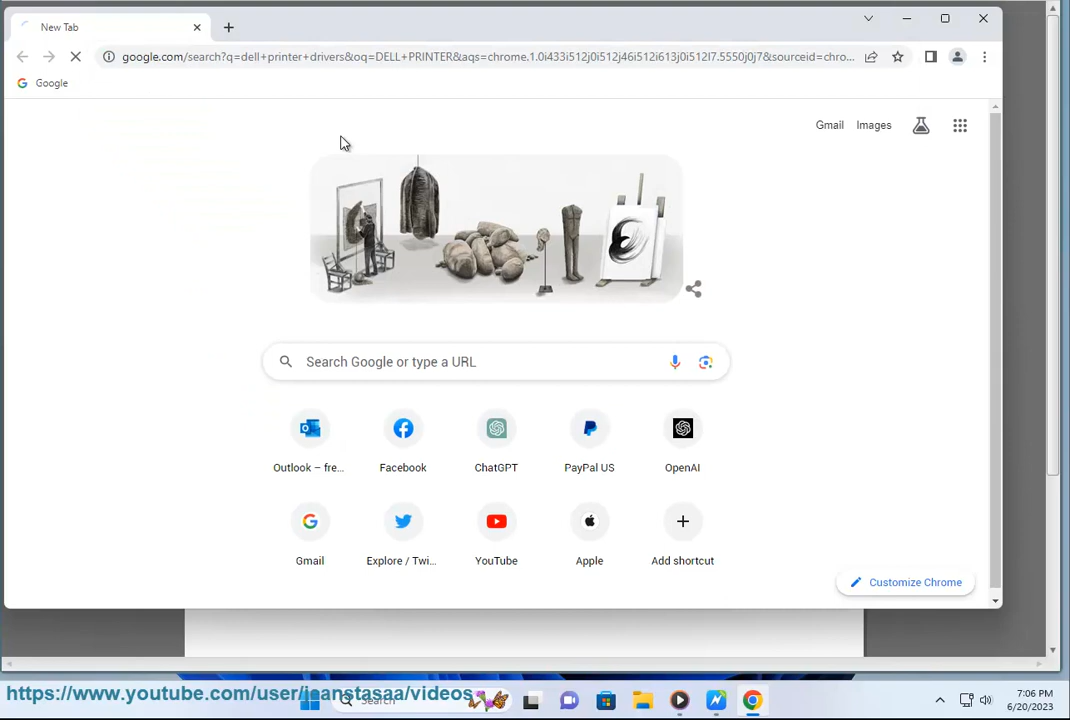 New Tab
google.com/search?q=dell+printer+drivers&oq=DELL+PRINTER&aqs=chrome.1.0i433i512j0i512j46i512i613j0i512l7.5550j0j7&sourceid=chro...
Google
Gmail
Images
Search Google or type a URL
Outlook – fre...
Facebook
ChatGPT
PayPal US
OpenAI
Gmail
Explore / Twi...
YouTube
Apple
Add shortcut
Customize Chrome
https://www.youtube.com/user/jeanstasaa/videos
Search
7:06 PM
6/20/2023